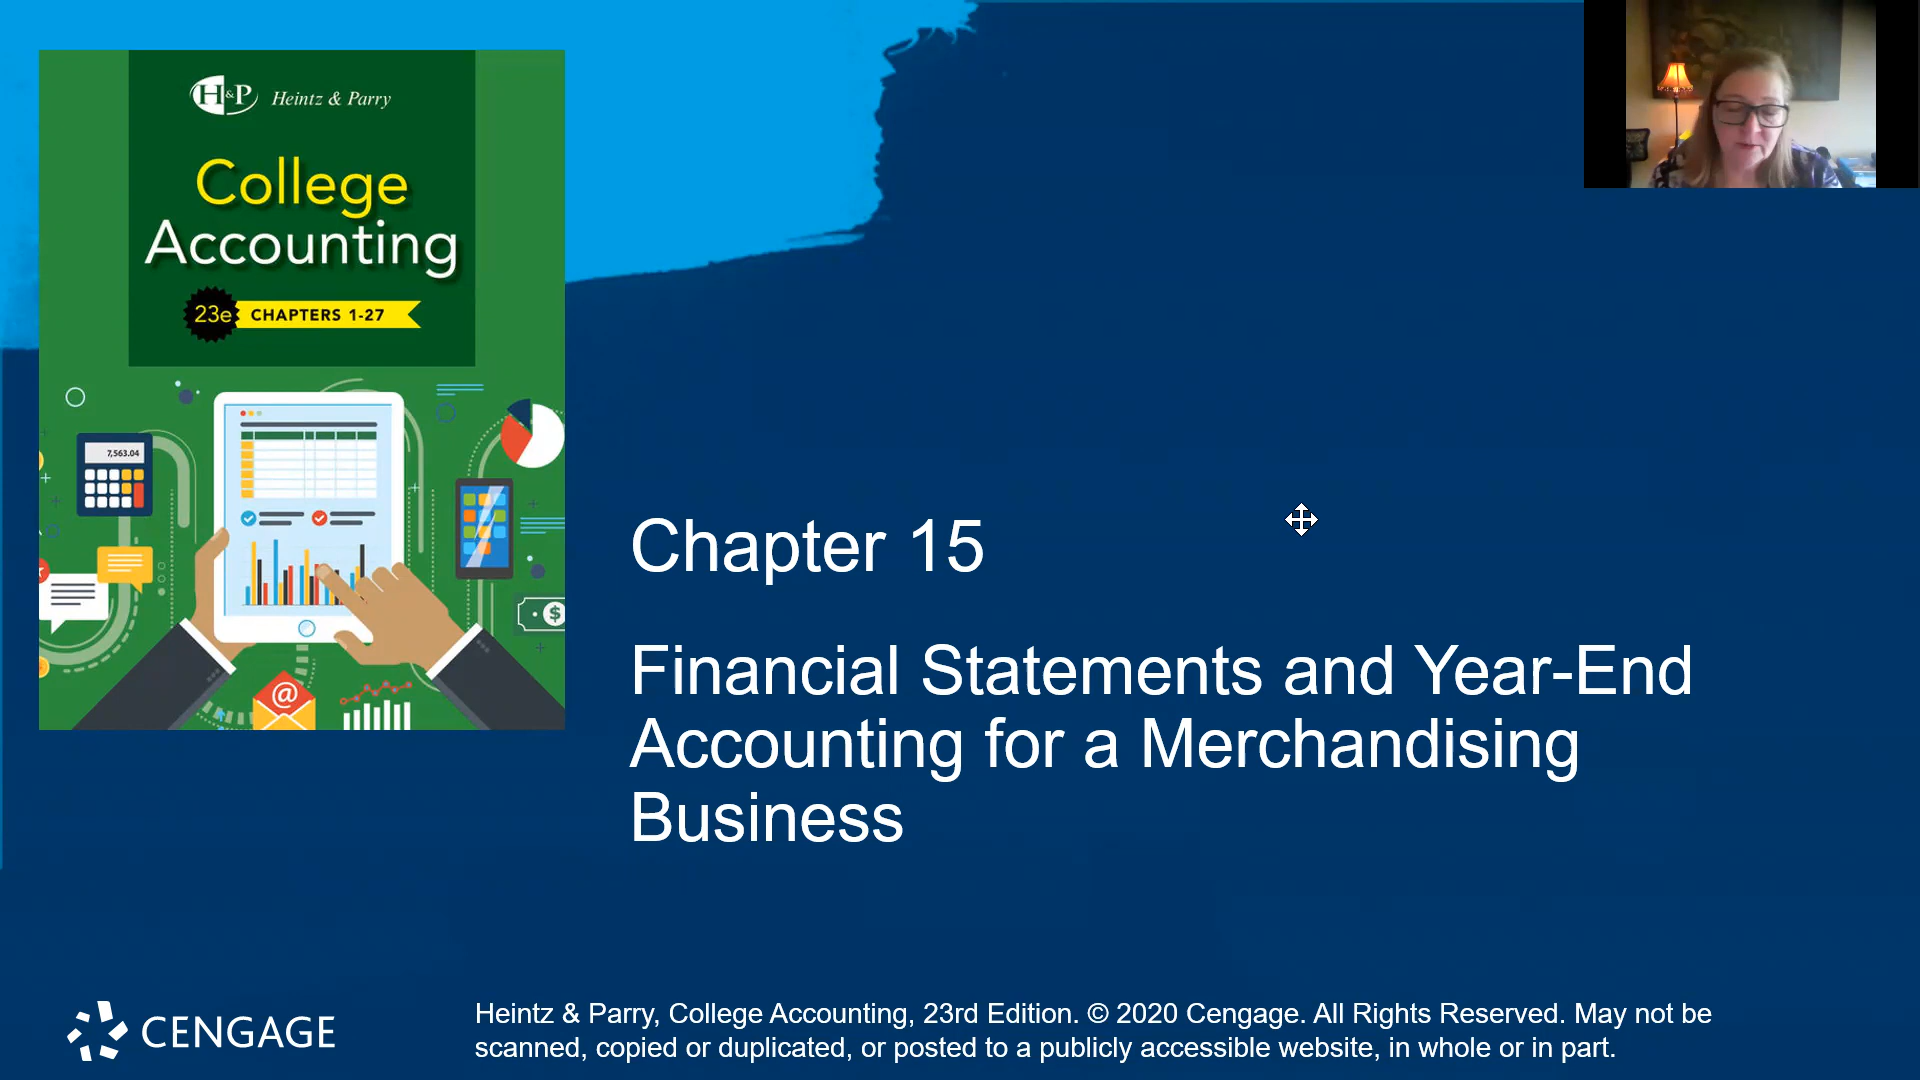 H&P Heintz & Parry
College
Accounting
23e CHAPTERS 1-27
7,563.04
@
$
Chapter 15
Financial Statements and Year-End
Accounting for a Merchandising
Business
CENGAGE
Heintz & Parry, College Accounting, 23rd Edition. © 2020 Cengage. All Rights Reserved. May not be
scanned, copied or duplicated, or posted to a publicly accessible website, in whole or in part.